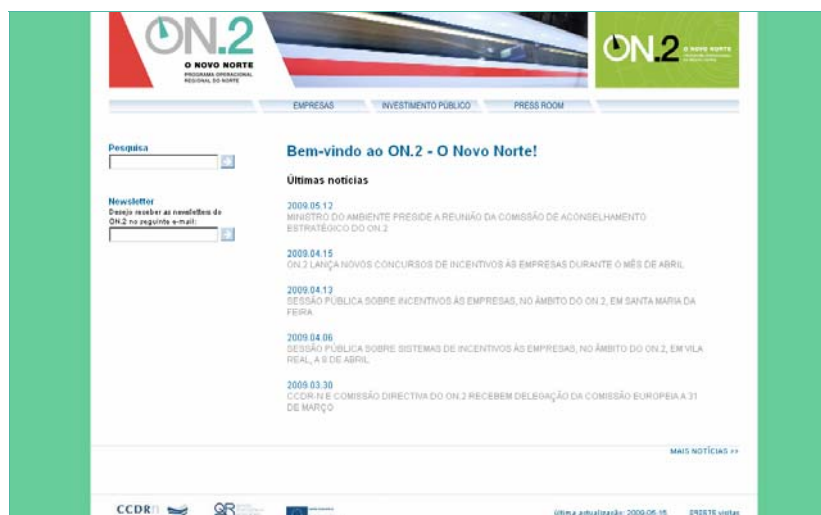 ON.2
O NOVO NORTE
PROGRAMA OPERACIONAL
REGIONAL DO NORTE
ON.2
O NOVO NORTE
EMPRESAS
INVESTIMENTO PÚBLICO
PRESS ROOM
Pesquisa
Newsletter
Desejo receber as newsletters do
ON.2 no seguinte e-mail:
Bem-vindo ao ON.2 - O Novo Norte!
Últimas notícias
2009.05.12
MINISTRO DO AMBIENTE PRESIDE A REUNIÃO DA COMISSÃO DE ACONSELHAMENTO
ESTRATÉGICO DO ON.2
2009.04.15
ON.2 LANÇA NOVOS CONCURSOS DE INCENTIVOS ÀS EMPRESAS DURANTE O MÊS DE ABRIL
2009.04.13
SESSÃO PÚBLICA SOBRE INCENTIVOS ÀS EMPRESAS, NO ÂMBITO DO ON.2, EM SANTA MARIA DA
FEIRA
2009.04.06
SESSÃO PÚBLICA SOBRE SISTEMAS DE INCENTIVOS ÀS EMPRESAS, NO ÂMBITO DO ON.2, EM VILA
REAL, A 8 DE ABRIL
2009.03.30
CCDR-N E COMISSÃO DIRECTIVA DO ON.2 RECEBEM DELEGAÇÃO DA COMISSÃO EUROPEIA A 31
DE MARÇO
MAIS NOTÍCIAS >>
CCDRn
QR
última actualização: 2009-05-15
visitas